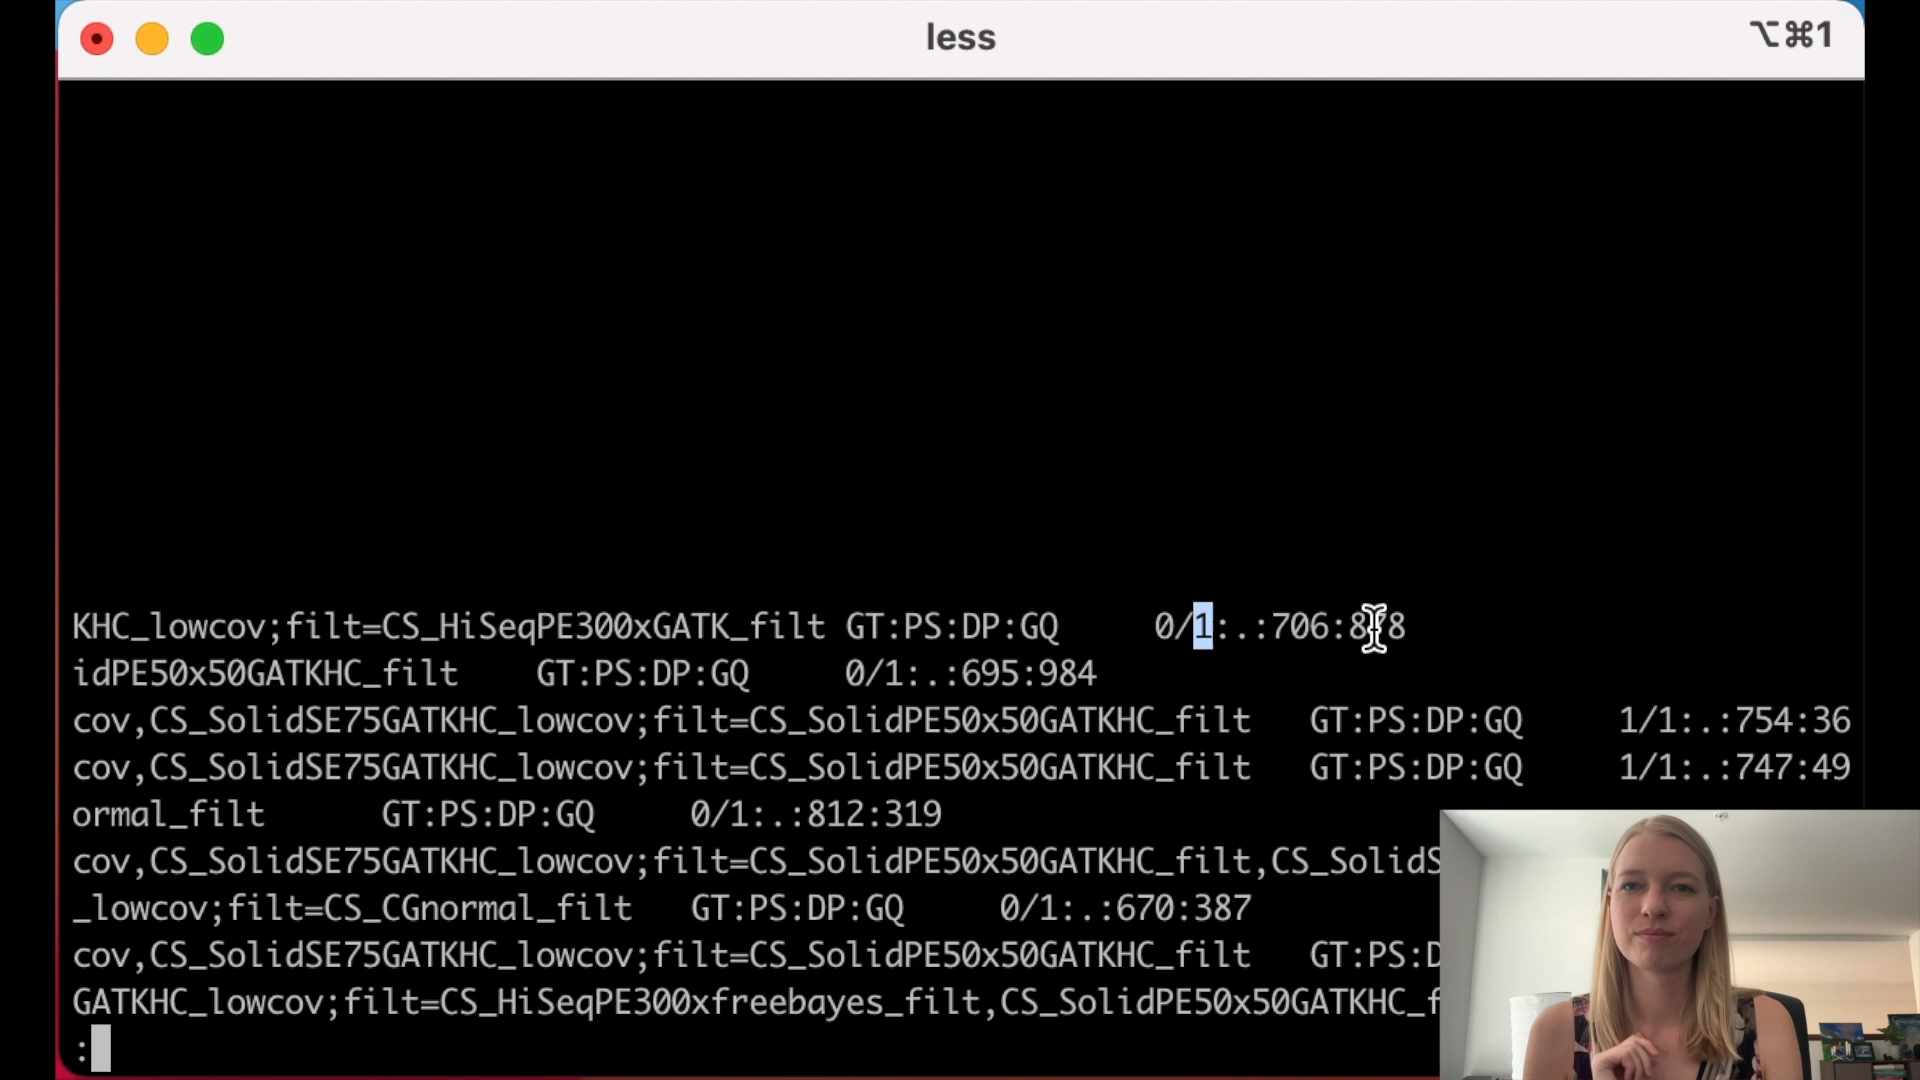 less
⌥⌘1
KHC_lowcov;filt=CS_HiSeqPE300xGATK_filt GT:PS:DP:GQ 0/1:.:706:878
idPE50x50GATKHC_filt GT:PS:DP:GQ 0/1:.:695:984
cov,CS_SolidSE75GATKHC_lowcov;filt=CS_SolidPE50x50GATKHC_filt GT:PS:DP:GQ 1/1:.:754:36
cov,CS_SolidSE75GATKHC_lowcov;filt=CS_SolidPE50x50GATKHC_filt GT:PS:DP:GQ 1/1:.:747:49
ormal_filt GT:PS:DP:GQ 0/1:.:812:319
cov,CS_SolidSE75GATKHC_lowcov;filt=CS_SolidPE50x50GATKHC_filt,CS_SolidS
_lowcov;filt=CS_CGnormal_filt GT:PS:DP:GQ 0/1:.:670:387
cov,CS_SolidSE75GATKHC_lowcov;filt=CS_SolidPE50x50GATKHC_filt GT:PS:D
GATKHC_lowcov;filt=CS_HiSeqPE300xfreebayes_filt,CS_SolidPE50x50GATKHC_f
: